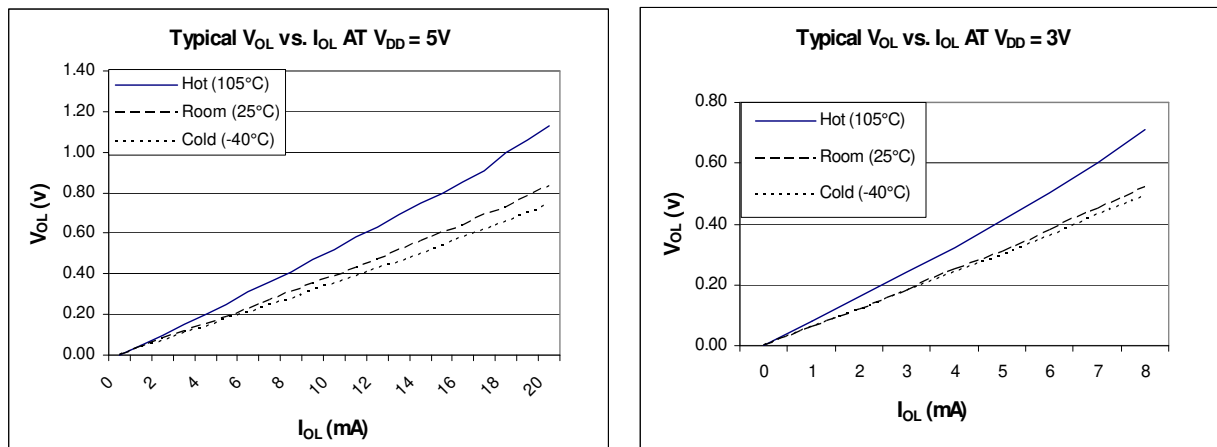 Typical VOL vs. IOL AT VDD = 5V
1.40
1.20
1.00
0.80
0.60
0.40
0.20
0.00
VOL (v)
Hot (105°C)
Room (25°C)
Cold (-40°C)
0 2 4 6 8 10 12 14 16 18 20
IOL (mA)
Typical VOL vs. IOL AT VDD = 3V
0.80
0.60
0.40
0.20
0.00
VOL (v)
Hot (105°C)
Room (25°C)
Cold (-40°C)
0 1 2 3 4 5 6 7 8
IOL (mA)